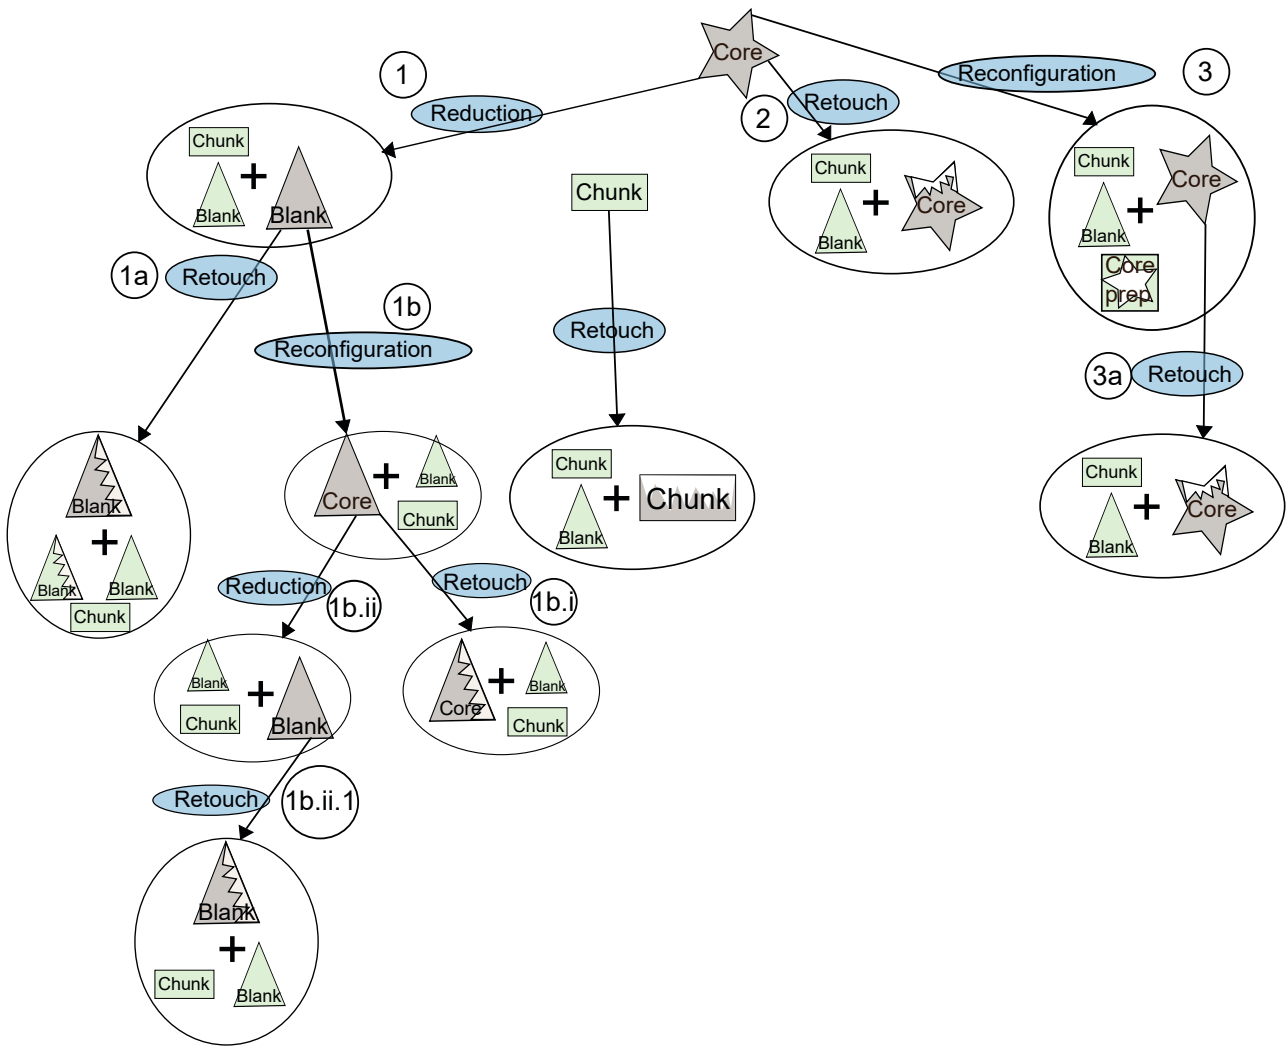 Core
1
Reduction
2
Retouch
Reconfiguration
3
Chunk
Blank
Blank
Chunk
Chunk
Blank
Core
Chunk
Blank
Core
Core
prep
1a
Retouch
1b
Reconfiguration
Retouch
3a
Retouch
Blank
Blank
Blank
Chunk
Core
Blank
Chunk
Chunk
Blank
Chunk
Chunk
Blank
Core
Reduction
1b.ii
Retouch
1b.i
Blank
Chunk
Blank
Core
Blank
Chunk
Retouch
1b.ii.1
Blank
Chunk
Blank